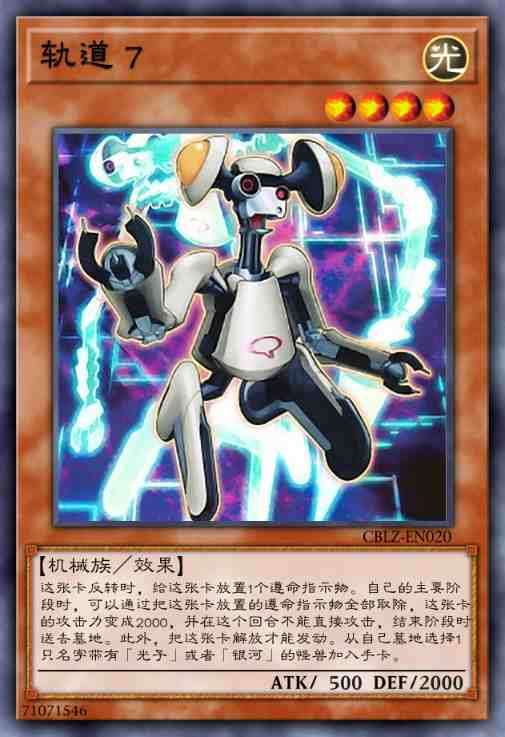 轨道 7
光
CBLZ-EN020
【机械族／效果】
这张卡反转时，给这张卡放置1个遵命指示物。自己的主要阶
段时，可以通过把这张卡放置的遵命指示物全部取除，这张卡
的攻击力变成2000，并在这个回合不能直接攻击，结束阶段时
送去墓地。此外，把这张卡解放才能发动。从自己墓地选择1
只名字带有「光子」或者「银河」的怪兽加入手卡。
ATK/ 500 DEF/2000
71071546